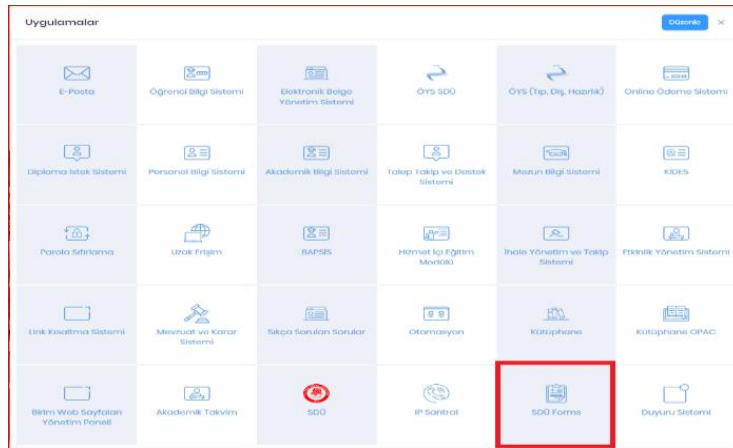 Uygulamalar
Düzenle
E-Posta
Öğrenci Bilgi Sistemi
Elektronik Belge
Yönetim Sistemi
ÖYS SDÜ
ÖYS (Tıp, Diş, Hazırlık)
Online Ödeme Sistemi
Diploma İstek Sistemi
Personel Bilgi Sistemi
Akademik Bilgi Sistemi
Talep Takip ve Destek
Sistemi
Mezun Bilgi Sistemi
KIDES
Parola Sıfırlama
Uzak Erişim
BAPSİS
Hizmet İçi Eğitim
Modülü
İhale Yönetim ve Takip
Sistemi
Etkinlik Yönetim Sistemi
Link Kısaltma Sistemi
Mevzuat ve Karar
Sistemi
Sıkça Sorulan Sorular
Otomasyon
Kütüphane
Kütüphane OPAC
Birim Web Sayfaları
Yönetim Paneli
Akademik Takvim
SDÜ
IP Santral
SDÜ Forms
Duyuru Sistemi